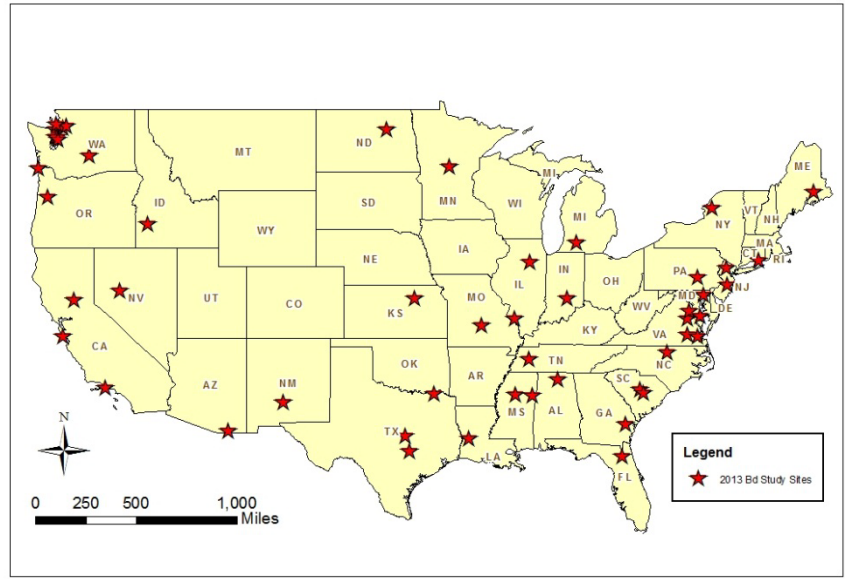 WA
MT
ND
MN
MI
ME
OR
ID
SD
WI
MI
NY
VT
NH
MA
CT
RI
WY
IA
NE
PA
NJ
NV
UT
CO
IL
IN
OH
MD
DE
WV
KS
MO
KY
VA
CA
AZ
NM
OK
AR
TN
NC
SC
MS
AL
GA
TX
LA
FL
N
0 250 500 1,000
Miles
Legend
2013 Bd Study Sites